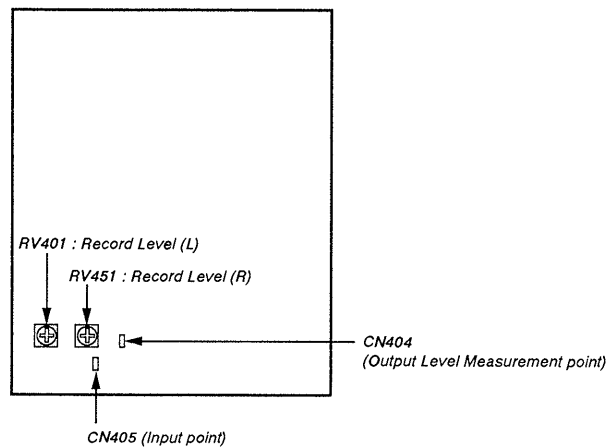 RV401 : Record Level (L)
RV451 : Record Level (R)
CN404
(Output Level Measurement point)
CN405 (Input point)